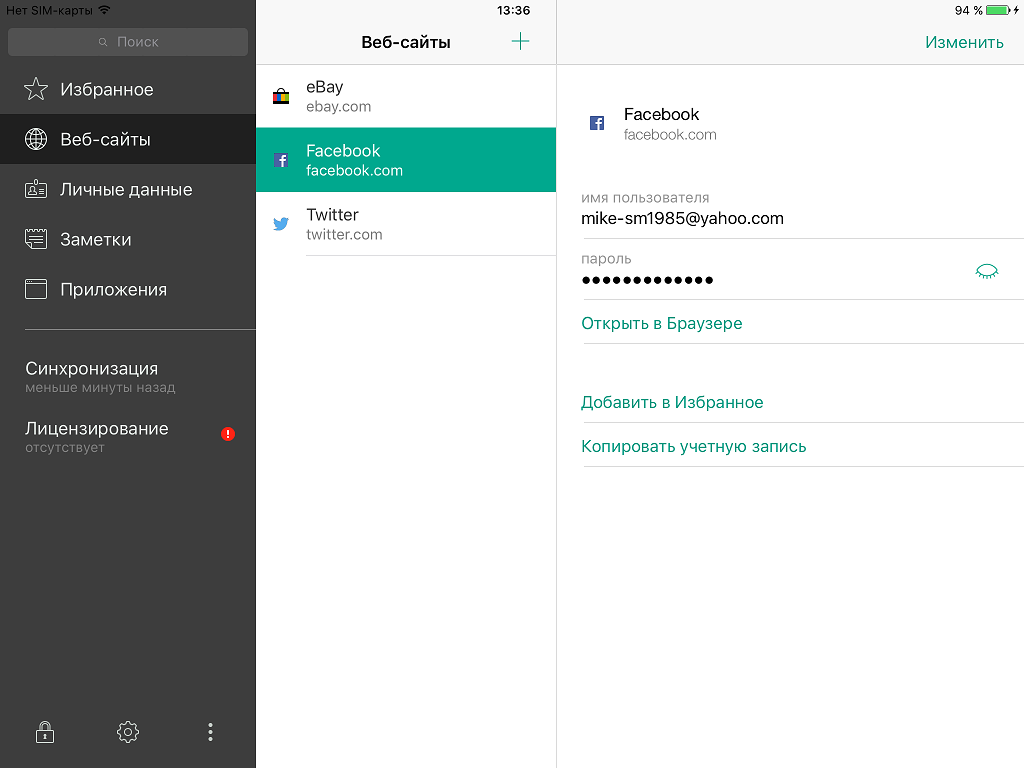 Нет SIM-карты
13:36
94 %
Поиск
Избранное
Веб-сайты
Личные данные
Заметки
Приложения
Синхронизация
меньше минуты назад
Лицензирование
отсутствует
Веб-сайты
eBay
ebay.com
Facebook
facebook.com
Twitter
twitter.com
Изменить
Facebook
facebook.com
имя пользователя
mike-sm1985@yahoo.com
пароль
●●●●●●●●●●●●●
Открыть в Браузере
Добавить в Избранное
Копировать учетную запись